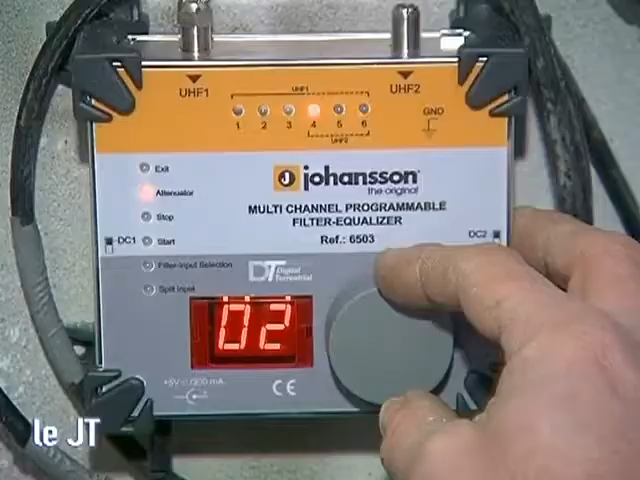 UHF1
UHF1
UHF2
1 2 3 4 5 6
UHF2
GND
Exit
Attenuator
Stop
Start
Filter-Input Selection
Split Input
J johansson
the original
MULTI CHANNEL PROGRAMMABLE
FILTER-EQUALIZER
Ref.: 6503
DC1
DC2
DT Digital
Terrestrial
02
CE
le JT